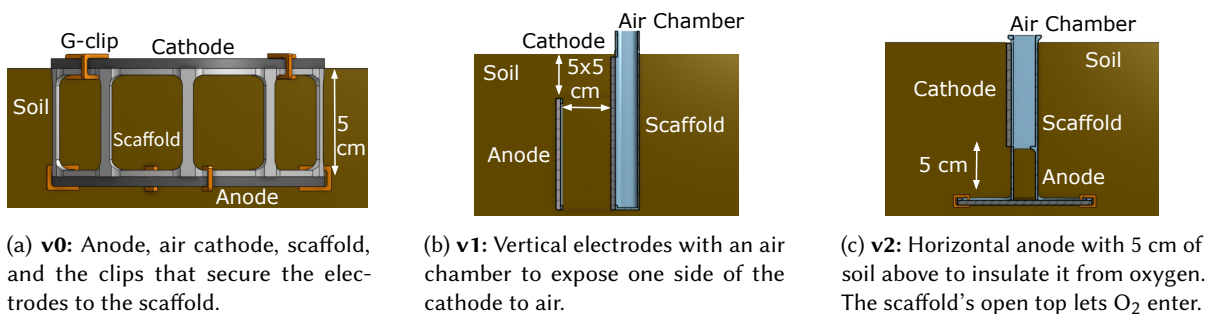 G-clip
Cathode
Soil
Scaffold
5
cm
Anode
(a) v0: Anode, air cathode, scaffold,
and the clips that secure the elec-
trodes to the scaffold.
Air Chamber
Cathode
Soil
5x5
cm
Scaffold
Anode
(b) v1: Vertical electrodes with an air
chamber to expose one side of the
cathode to air.
Air Chamber
Soil
Cathode
Scaffold
5 cm
Anode
(c) v2: Horizontal anode with 5 cm of
soil above to insulate it from oxygen.
The scaffold's open top lets O₂ enter.